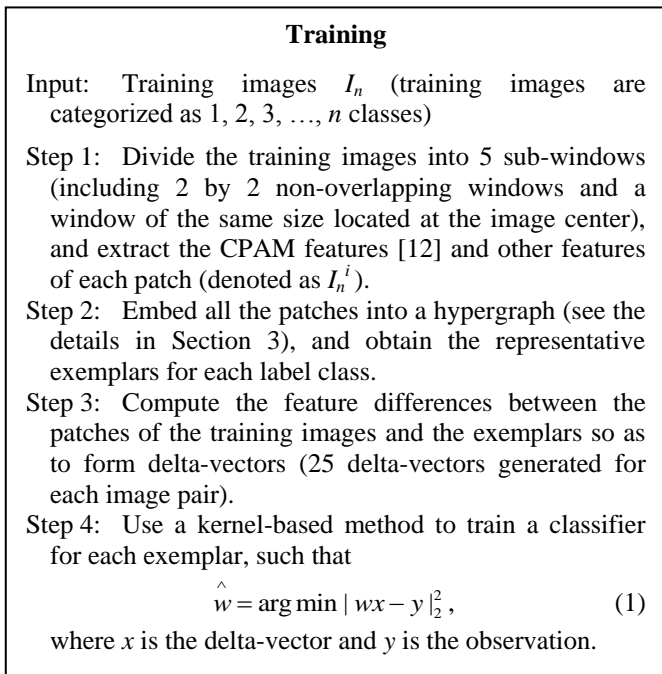 Training
Input: Training images I_n (training images are
categorized as 1, 2, 3, …, n classes)
Step 1: Divide the training images into 5 sub-windows
(including 2 by 2 non-overlapping windows and a
window of the same size located at the image center),
and extract the CPAM features [12] and other features
of each patch (denoted as I_n^i).
Step 2: Embed all the patches into a hypergraph (see the
details in Section 3), and obtain the representative
exemplars for each label class.
Step 3: Compute the feature differences between the
patches of the training images and the exemplars so as
to form delta-vectors (25 delta-vectors generated for
each image pair).
Step 4: Use a kernel-based method to train a classifier
for each exemplar, such that
ŵ = arg min | wx − y |_2^2 , (1)
where x is the delta-vector and y is the observation.